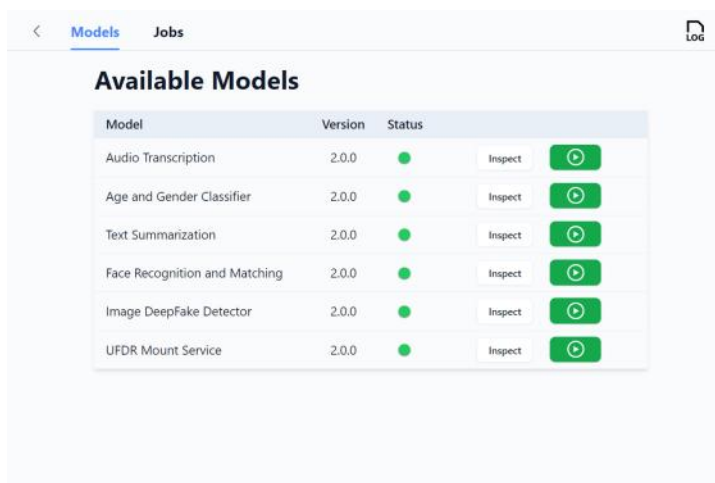 Models Jobs
LOG
Available Models
Model Version Status
Audio Transcription 2.0.0 Inspect
Age and Gender Classifier 2.0.0 Inspect
Text Summarization 2.0.0 Inspect
Face Recognition and Matching 2.0.0 Inspect
Image DeepFake Detector 2.0.0 Inspect
UFDR Mount Service 2.0.0 Inspect